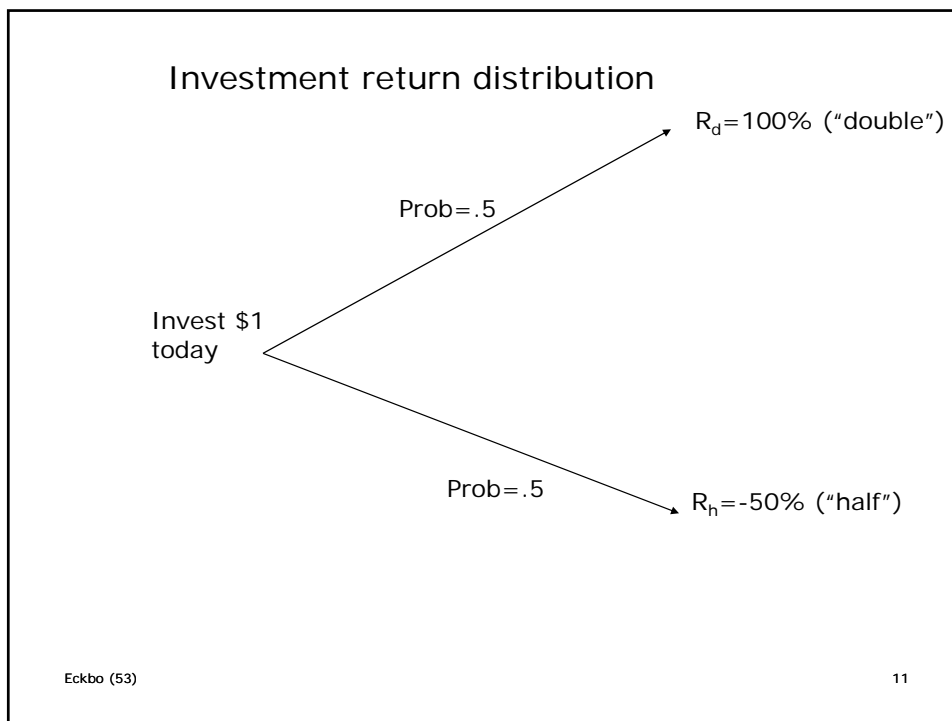 Investment return distribution
R_d=100% (“double”)
Prob=.5
Invest $1
today
Prob=.5
R_h=-50% (“half”)
Eckbo (53)
11